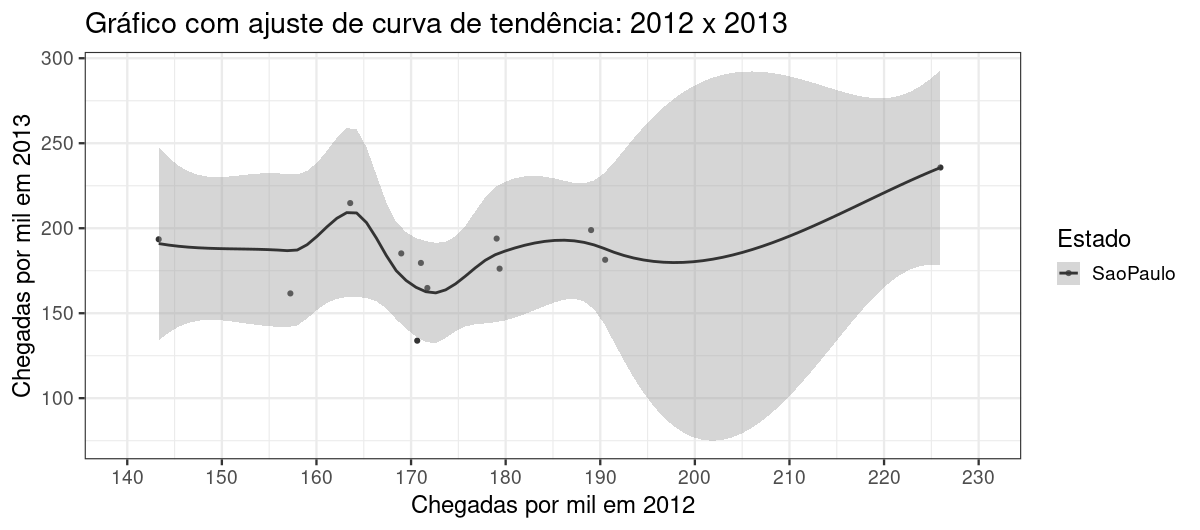 Gráfico com ajuste de curva de tendência: 2012 x 2013
Chegadas por mil em 2013
300
250
200
150
100
140 150 160 170 180 190 200 210 220 230
Chegadas por mil em 2012
Estado
SaoPaulo